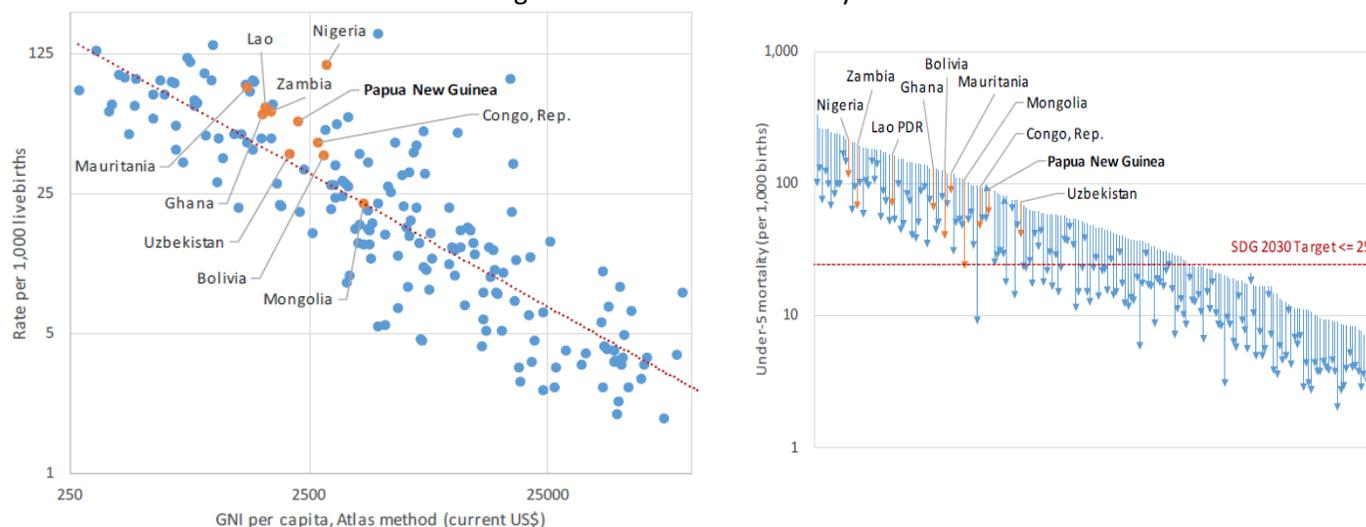 125
25
5
1
250
2500
25000
Rate per 1,000 livebirths
GNI per capita, Atlas method (current US$)
Lao
Nigeria
Zambia
Papua New Guinea
Congo, Rep.
Mauritania
Ghana
Uzbekistan
Bolivia
Mongolia
1,000
100
10
1
Under-5 mortality (per 1,000 births)
Bolivia
Zambia
Ghana
Mauritania
Nigeria
Mongolia
Lao PDR
Congo, Rep.
Papua New Guinea
Uzbekistan
SDG 2030 Target <= 25